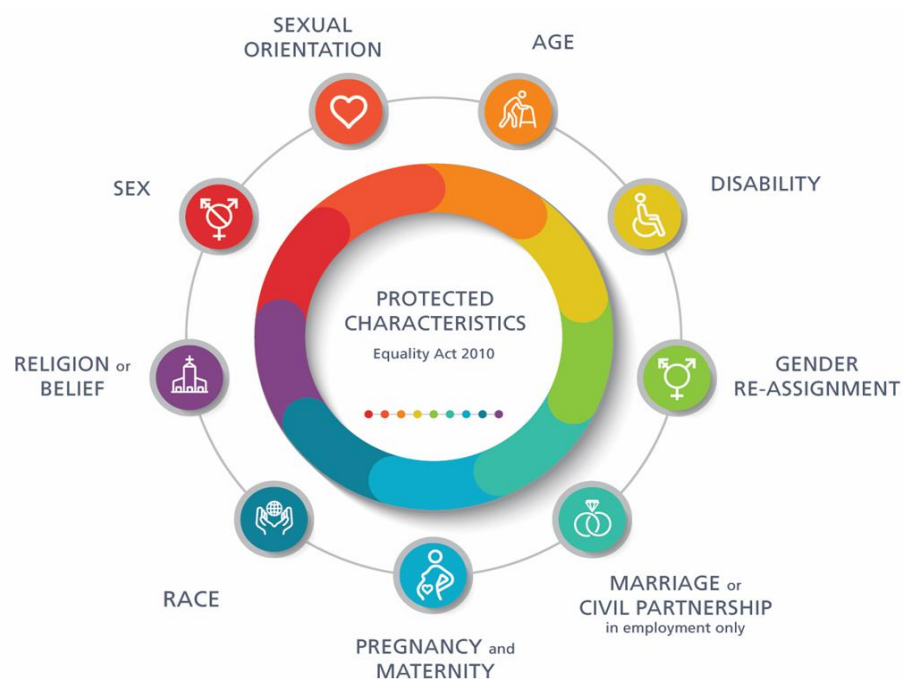 SEXUAL
ORIENTATION
AGE
SEX
DISABILITY
PROTECTED
CHARACTERISTICS
Equality Act 2010
RELIGION or
BELIEF
GENDER
RE-ASSIGNMENT
RACE
MARRIAGE or
CIVIL PARTNERSHIP
in employment only
PREGNANCY and
MATERNITY